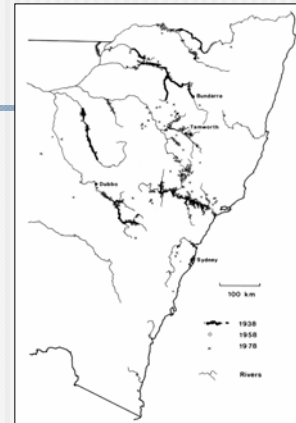 Bundarra
Tamworth
Dubbo
Sydney
100 km
1938
1958
1978
Rivers